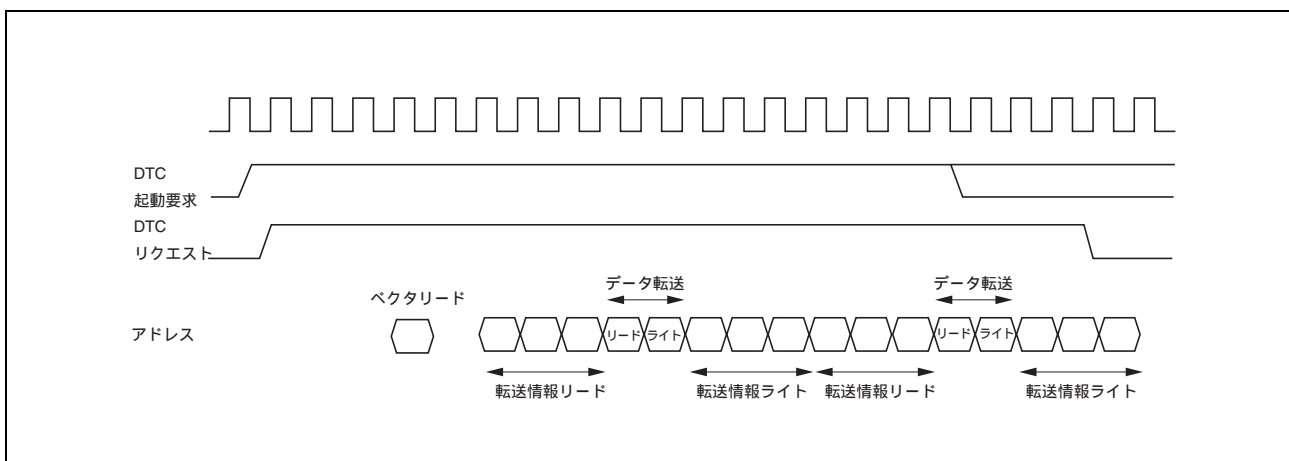 DTC
起動要求
DTC
リクエスト
データ転送
データ転送
ベクタリード
アドレス
リード
ライト
リード
ライト
転送情報リード
転送情報ライト
転送情報リード
転送情報ライト